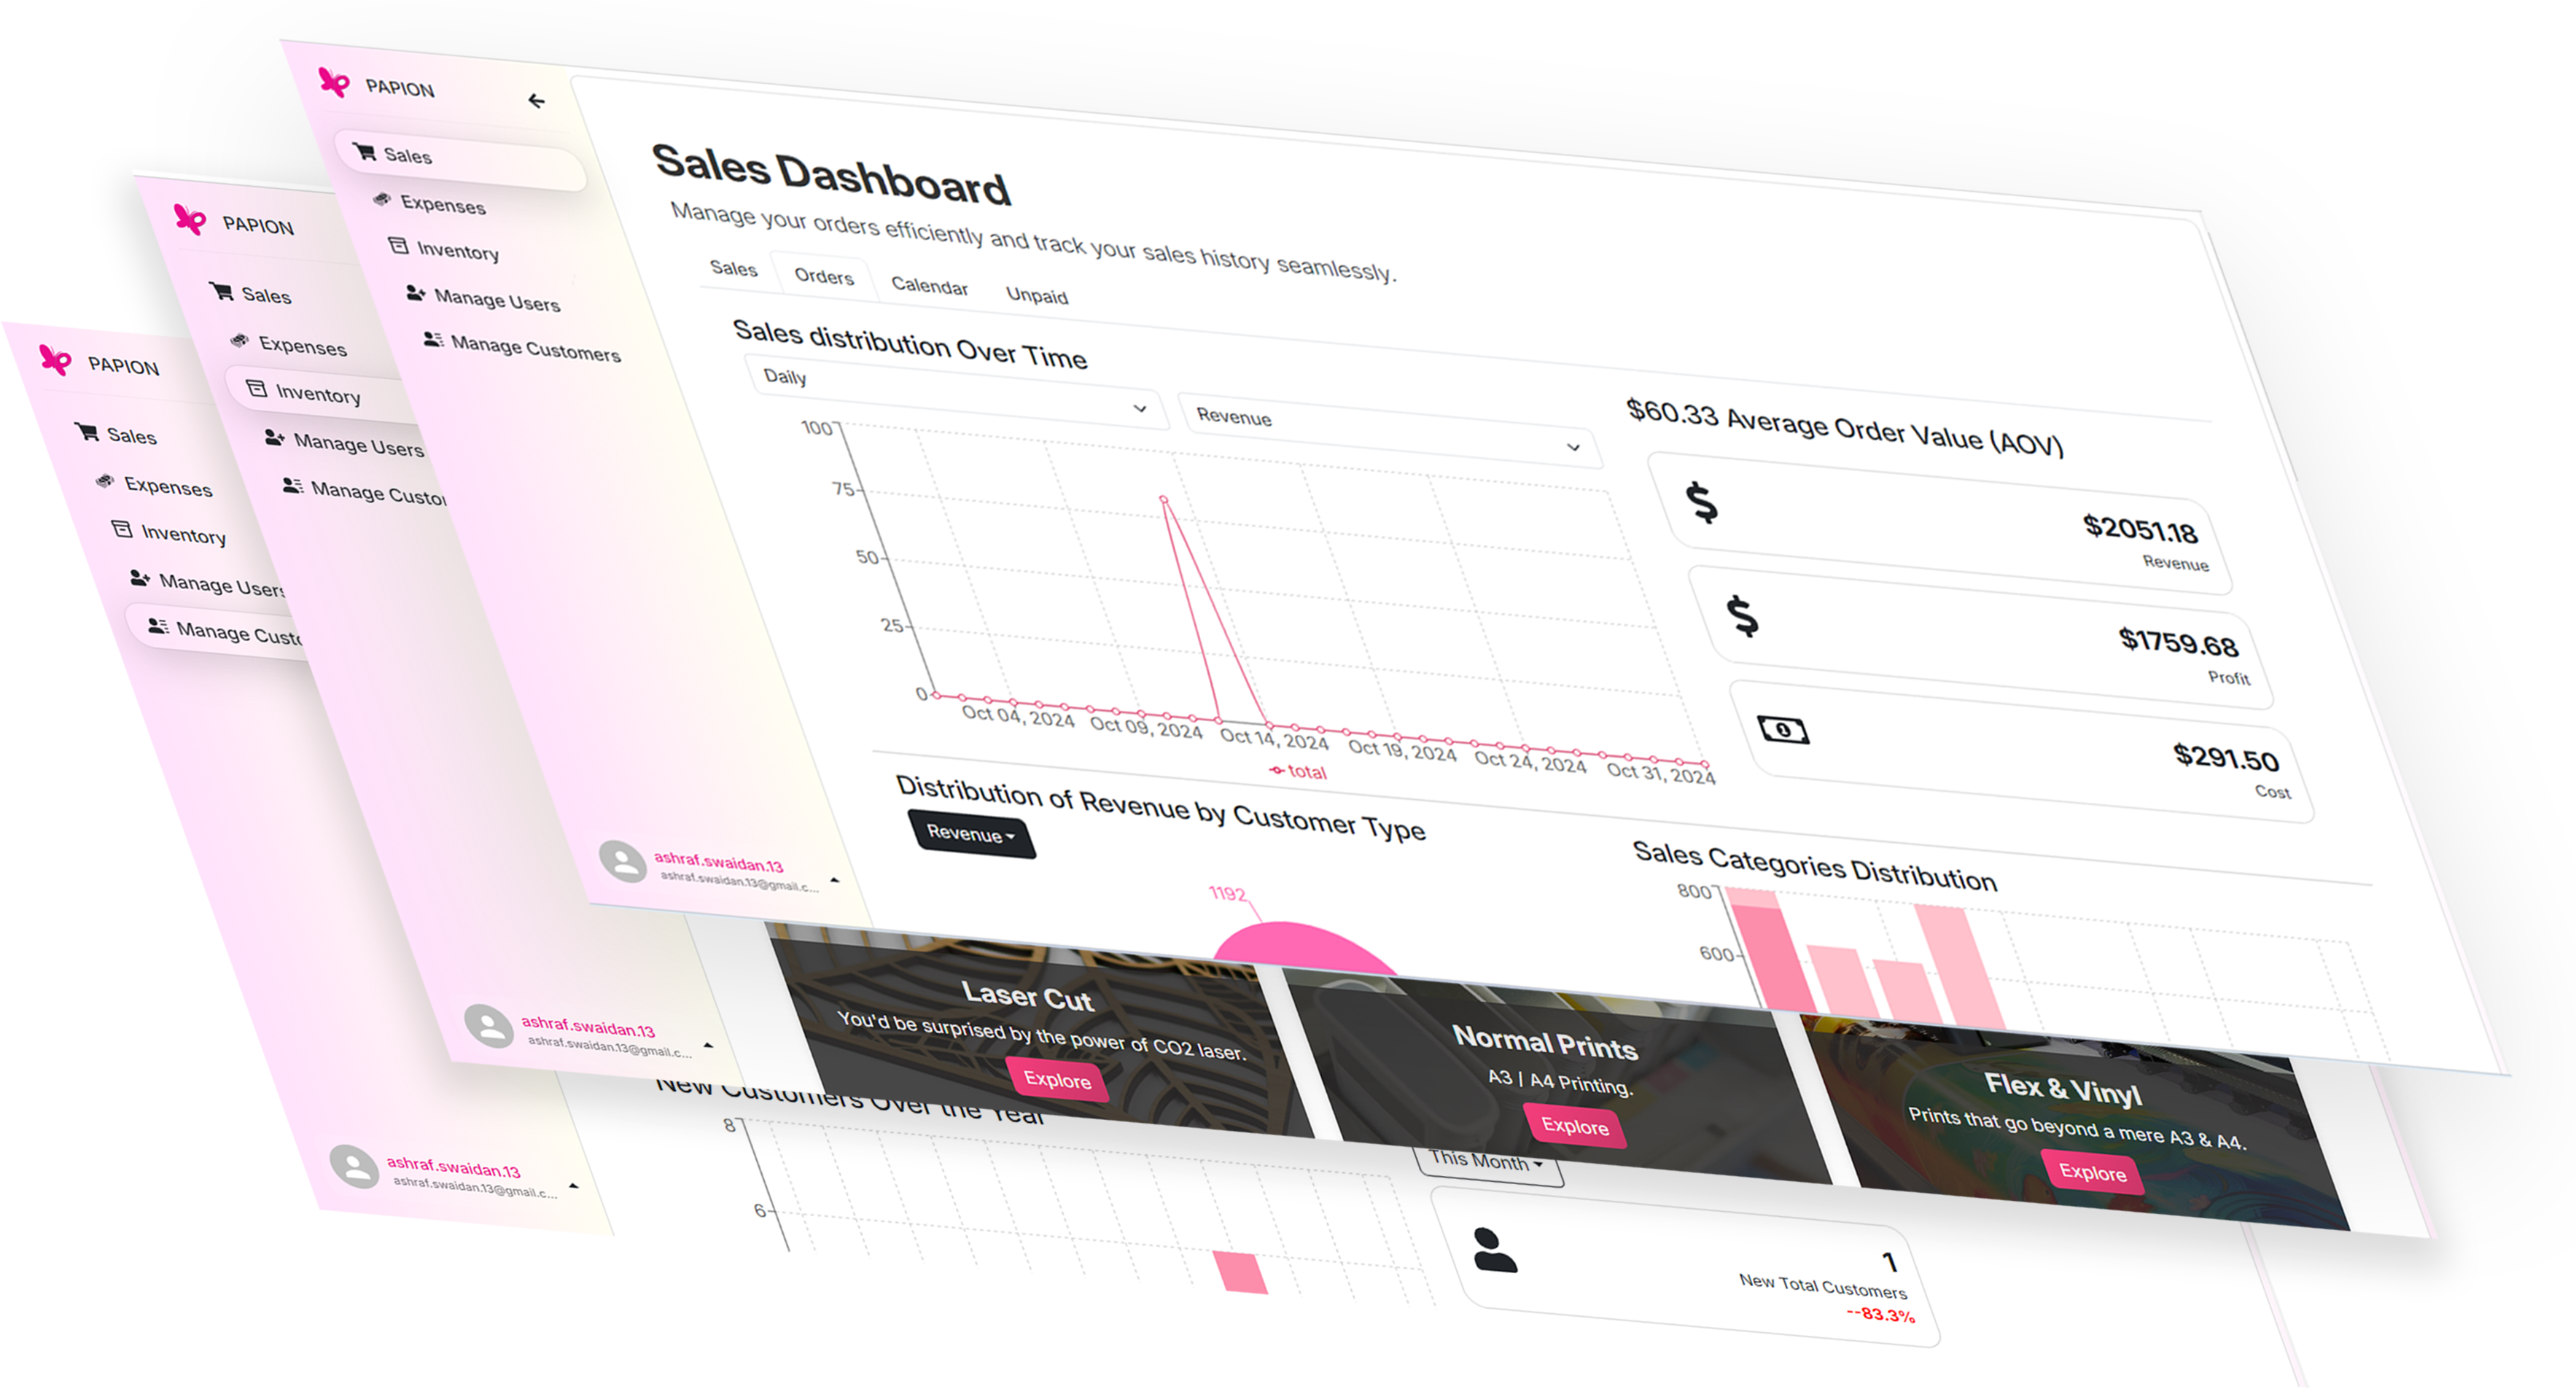 PAPION
Sales
Expenses
Inventory
Manage Users
Manage Customers
ashraf.swaidan.13
ashraf.swaidan.13@gmail.c...
Sales Dashboard
Manage your orders efficiently and track your sales history seamlessly.
Sales Orders Calendar Unpaid
Sales distribution Over Time
Daily
Revenue
100
75
50
25
0
Oct 04, 2024 Oct 09, 2024 Oct 14, 2024 Oct 19, 2024 Oct 24, 2024 Oct 31, 2024
total
$60.33 Average Order Value (AOV)
$2051.18
Revenue
$1759.68
Profit
$291.50
Cost
Distribution of Revenue by Customer Type
Revenue
1192
Sales Categories Distribution
800
600
PAPION
Sales
Expenses
Inventory
Manage Users
Manage Custo
ashraf.swaidan.13
ashraf.swaidan.13@gmail.c...
Laser Cut
You'd be surprised by the power of CO2 laser.
Explore
Normal Prints
A3 | A4 Printing.
Explore
Flex & Vinyl
Prints that go beyond a mere A3 & A4.
Explore
PAPION
Sales
Expenses
Inventory
Manage Users
Manage Custo
ashraf.swaidan.13
ashraf.swaidan.13@gmail.c...
New Customers Over the Year
8
6
This Month
1
New Total Customers
--83.3%